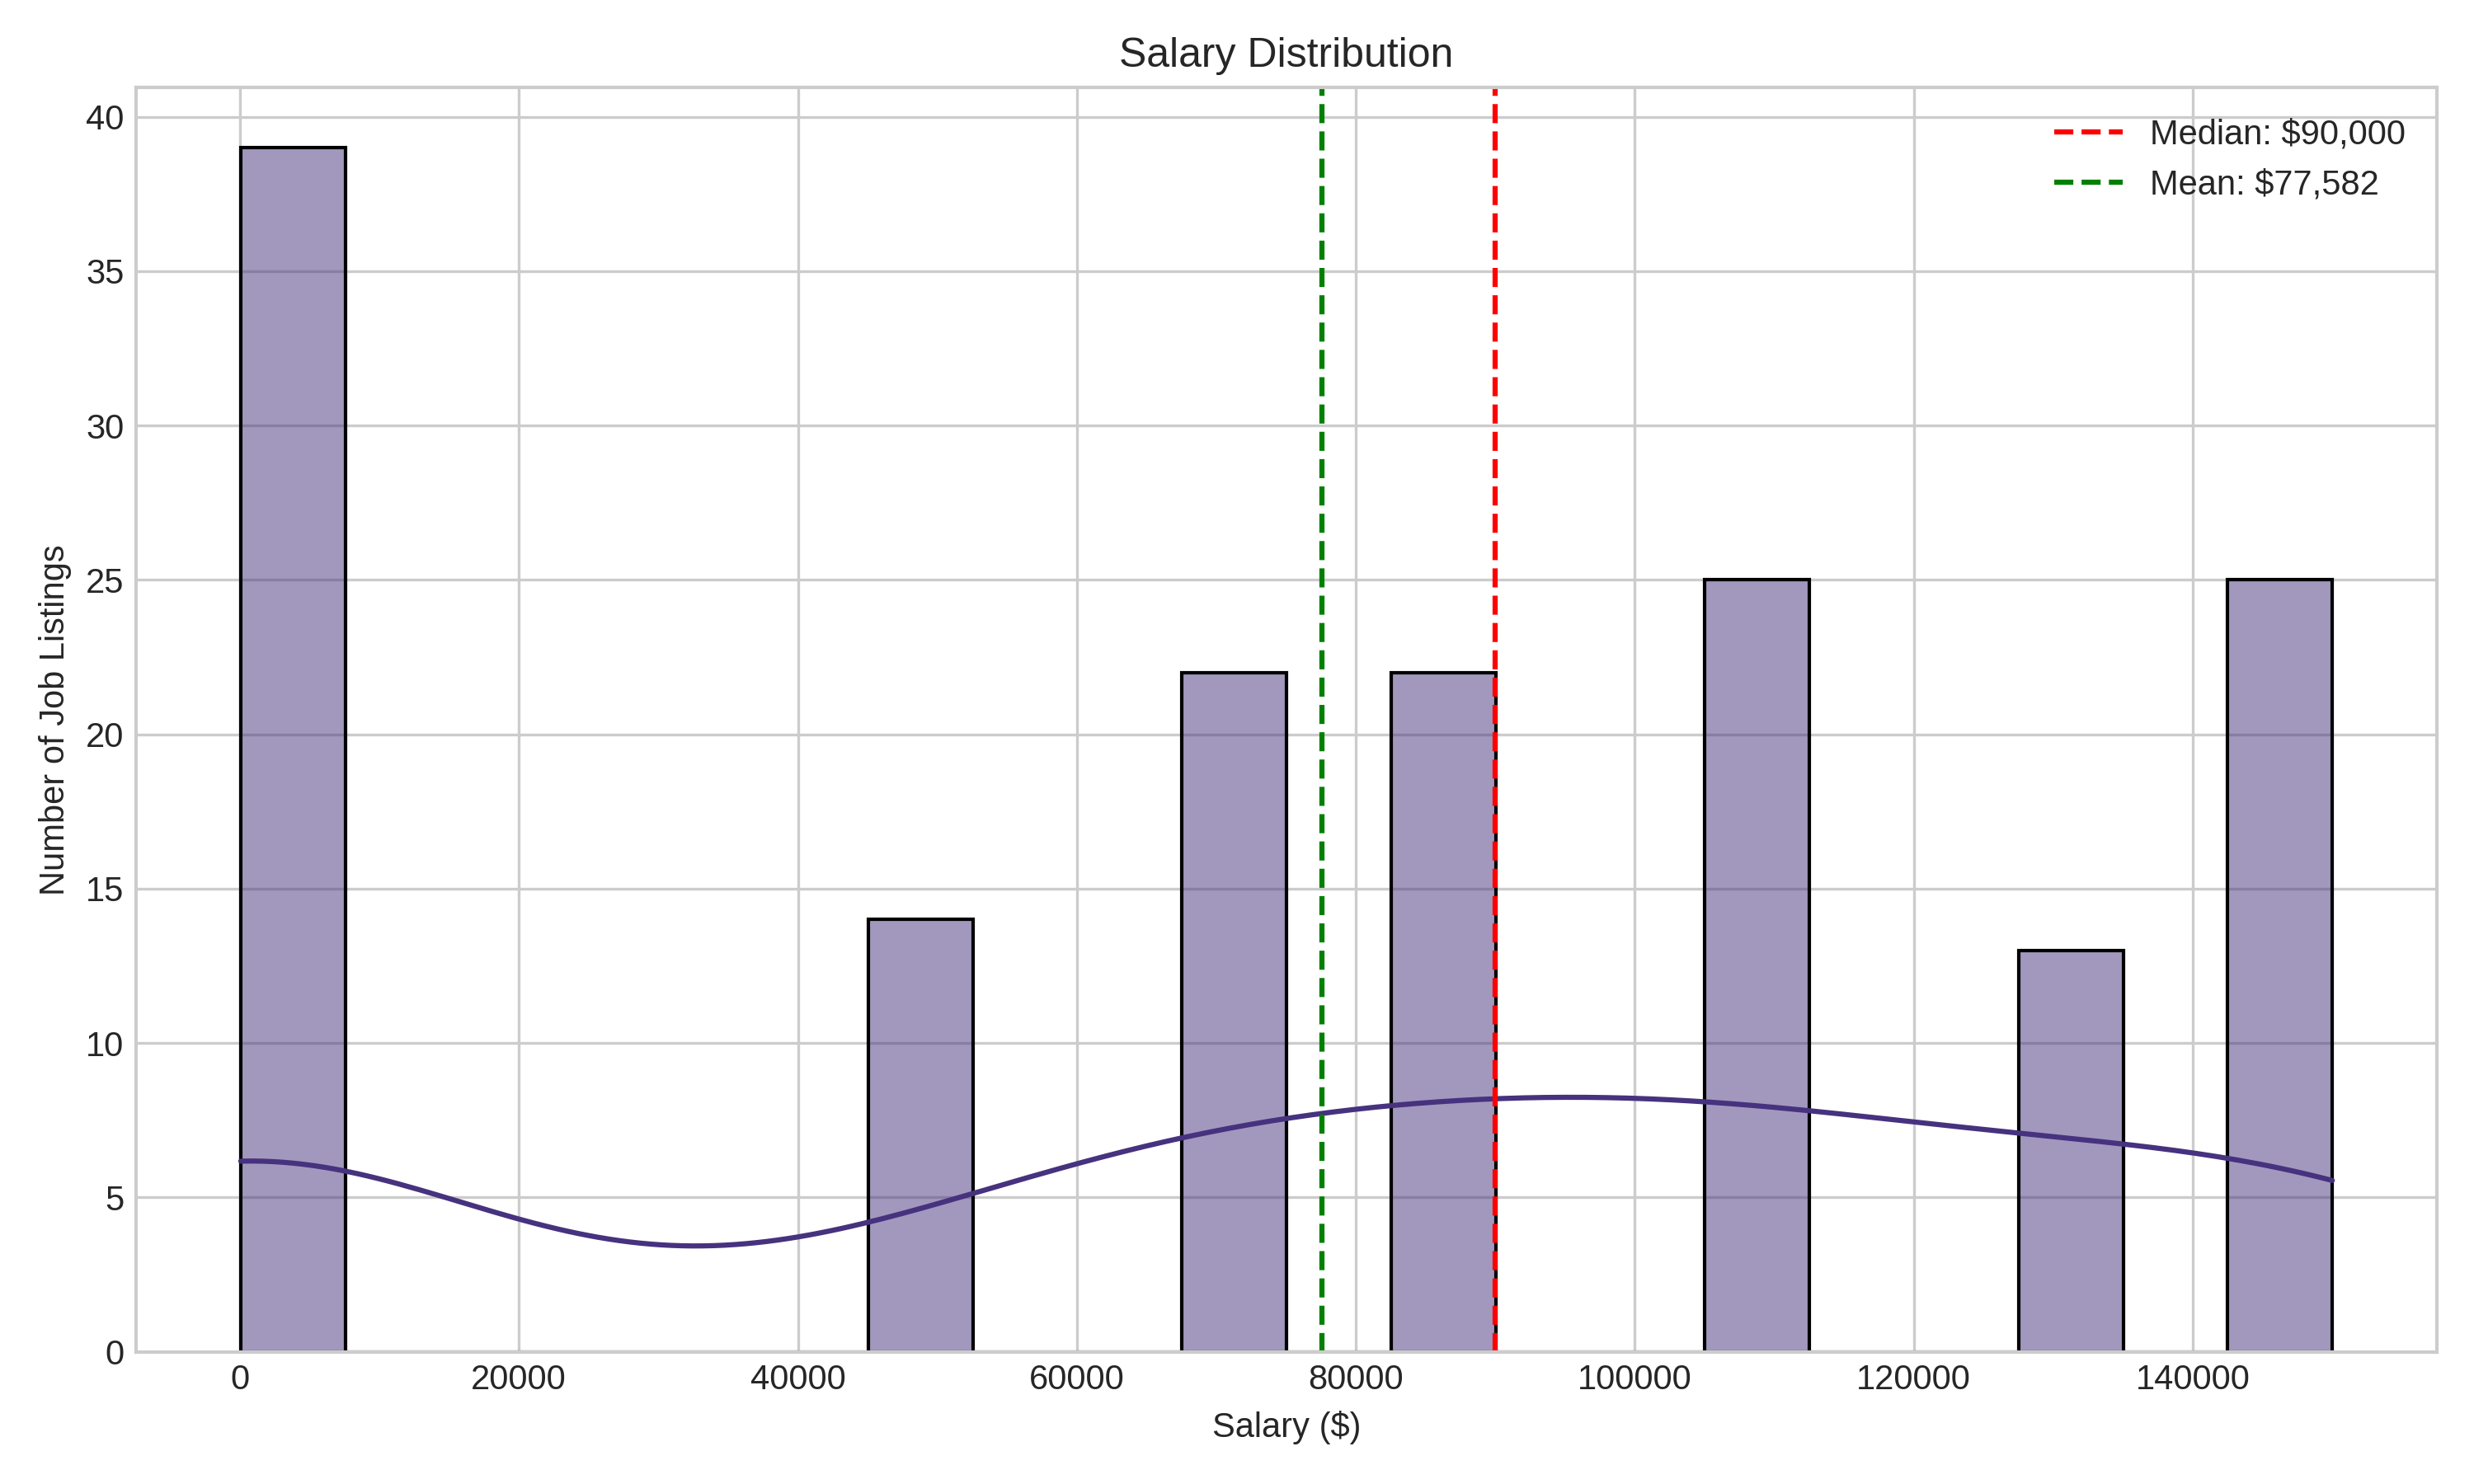 Salary Distribution
Median: $90,000
Mean: $77,582
Number of Job Listings
40
35
30
25
20
15
10
5
0
0 20000 40000 60000 80000 100000 120000 140000
Salary ($)